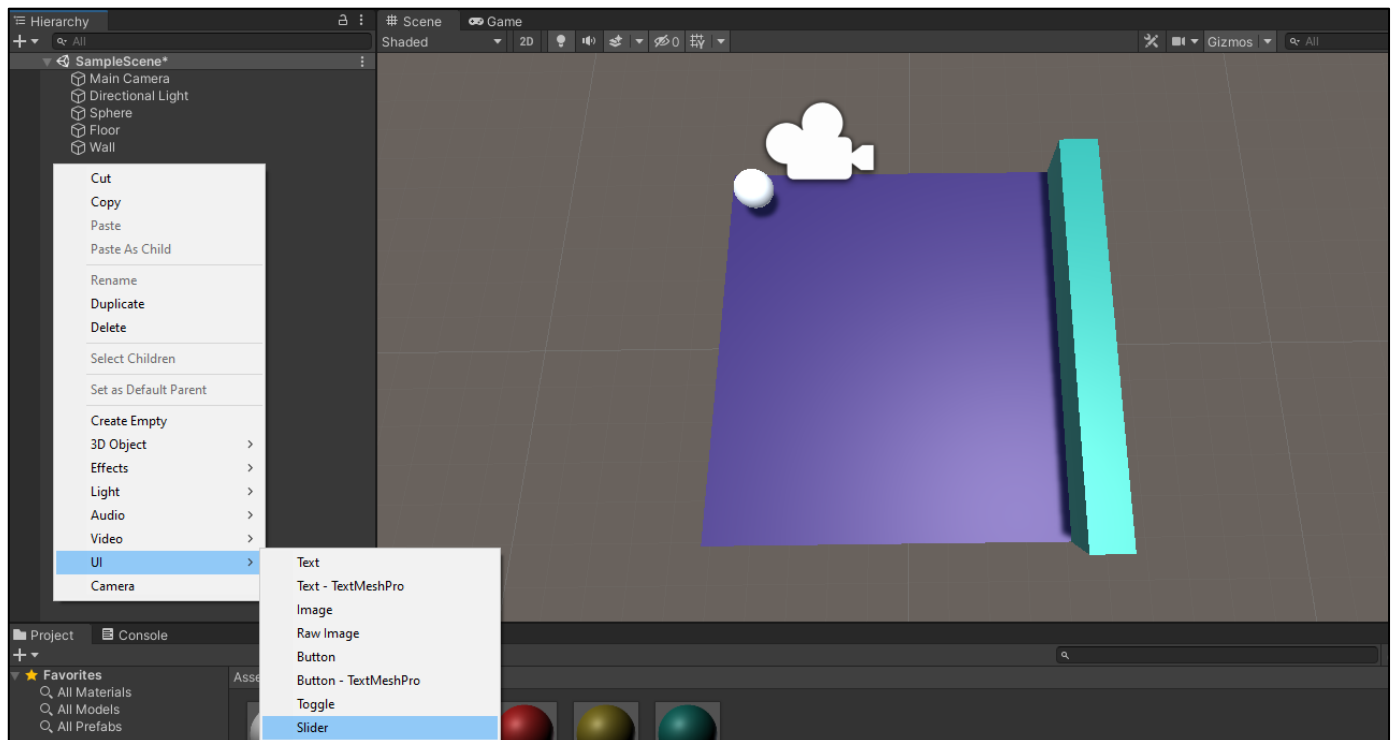 Hierarchy
All
SampleScene*
Main Camera
Directional Light
Sphere
Floor
Wall
Cut
Copy
Paste
Paste As Child
Rename
Duplicate
Delete
Select Children
Set as Default Parent
Create Empty
3D Object
Effects
Light
Audio
Video
UI
Camera
Text
Text - TextMeshPro
Image
Raw Image
Button
Button - TextMeshPro
Toggle
Slider
Scene Game
Shaded 2D 0 Gizmos All
Project Console
Favorites
All Materials
All Models
All Prefabs